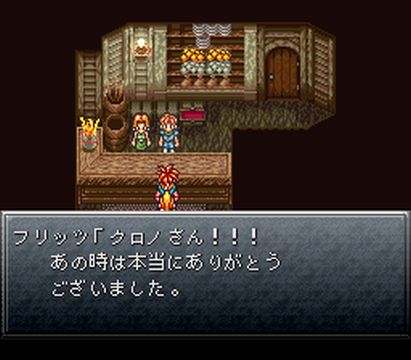 フリッツ「クロノさん！！！
あの時は本当にありがとう
ございました。